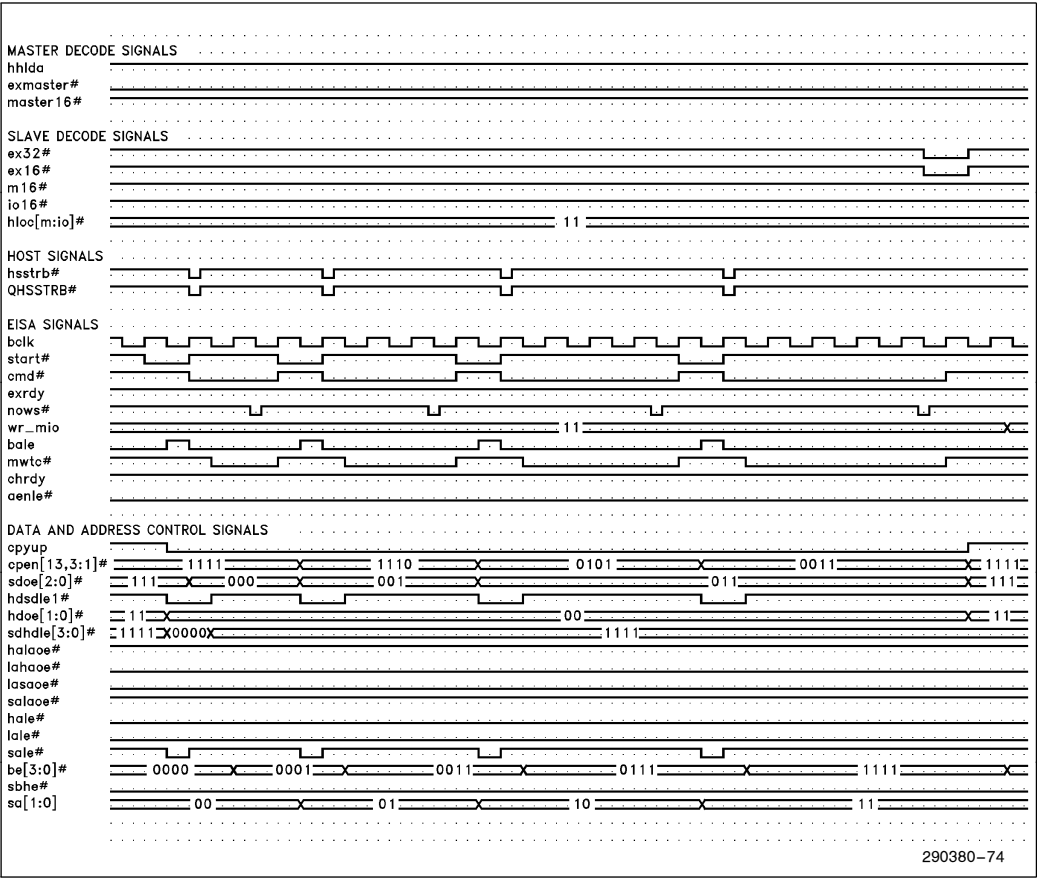 MASTER DECODE SIGNALS
hhlda
exmaster#
master16#
SLAVE DECODE SIGNALS
ex32#
ex16#
m16#
io16#
hloc[m:io]# 11
HOST SIGNALS
hsstrb#
QHSSTRB#
EISA SIGNALS
bclk
start#
cmd#
exrdy
nows#
wr_mio 11
bale
mwtc#
chrdy
aenle#
DATA AND ADDRESS CONTROL SIGNALS
cpyup
cpen[13,3:1]# 1111 1110 0101 0011 1111
sdoe[2:0]# 111 000 001 011 111
hdsdle1#
hdoe[1:0]# 11 00 11
sdhdle[3:0]# 1111 0000 1111
halaoe#
lahaoe#
lasaoe#
salaoe#
hale#
lale#
sale#
be[3:0]# 0000 0001 0011 0111 1111
sbhe#
sa[1:0] 00 01 10 11
290380–74